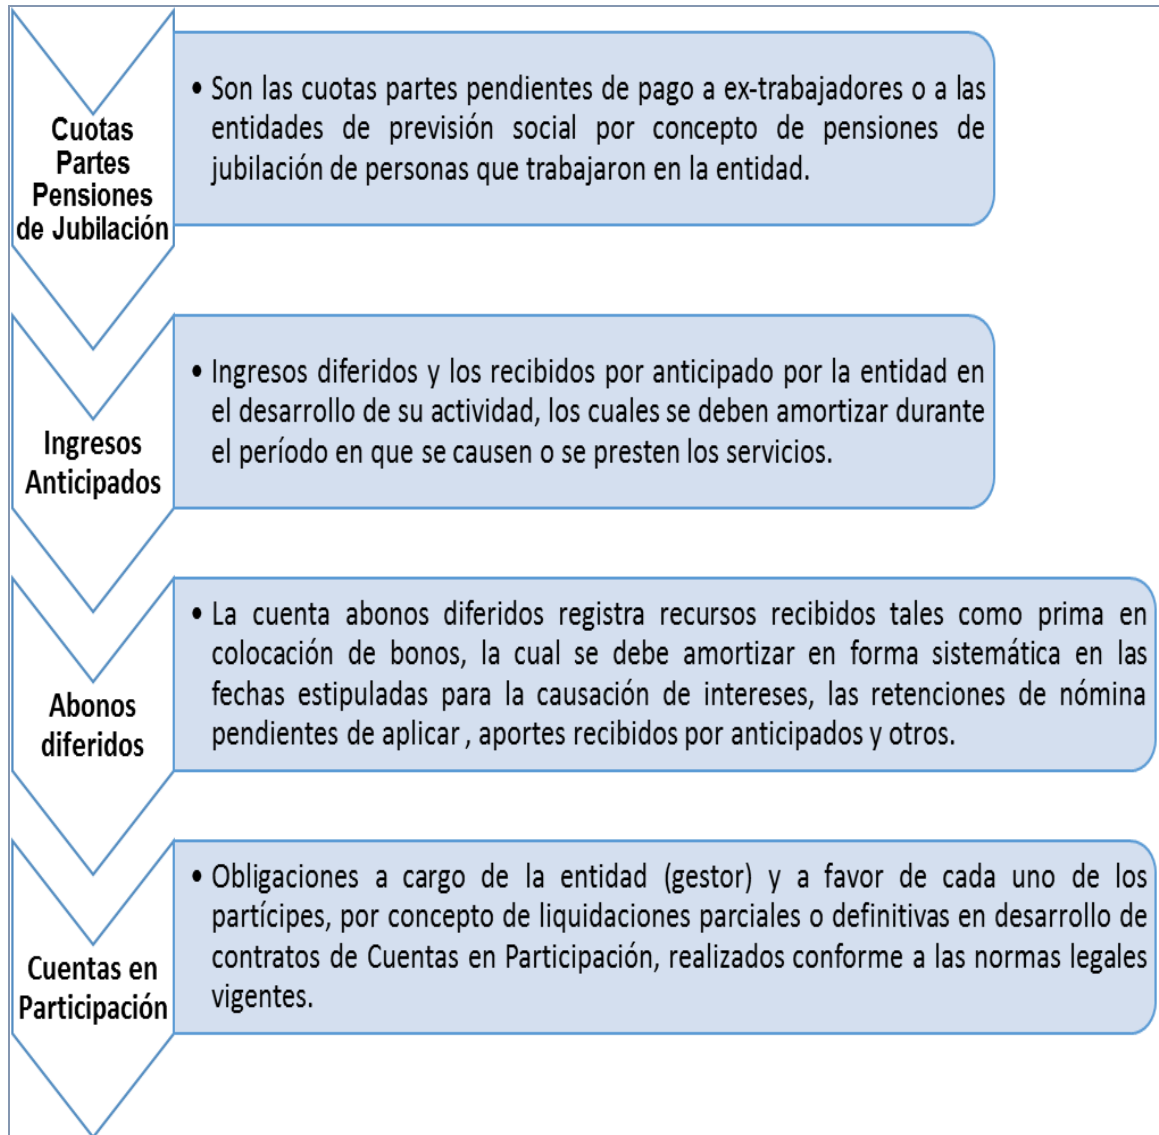 Cuotas
Partes
Pensiones
de Jubilación
• Son las cuotas partes pendientes de pago a ex-trabajadores o a las
entidades de previsión social por concepto de pensiones de
jubilación de personas que trabajaron en la entidad.
Ingresos
Anticipados
• Ingresos diferidos y los recibidos por anticipado por la entidad en
el desarrollo de su actividad, los cuales se deben amortizar durante
el período en que se causen o se presten los servicios.
Abonos
diferidos
• La cuenta abonos diferidos registra recursos recibidos tales como prima en
colocación de bonos, la cual se debe amortizar en forma sistemática en las
fechas estipuladas para la causación de intereses, las retenciones de nómina
pendientes de aplicar , aportes recibidos por anticipados y otros.
Cuentas en
Participación
• Obligaciones a cargo de la entidad (gestor) y a favor de cada uno de los
partícipes, por concepto de liquidaciones parciales o definitivas en desarrollo de
contratos de Cuentas en Participación, realizados conforme a las normas legales
vigentes.